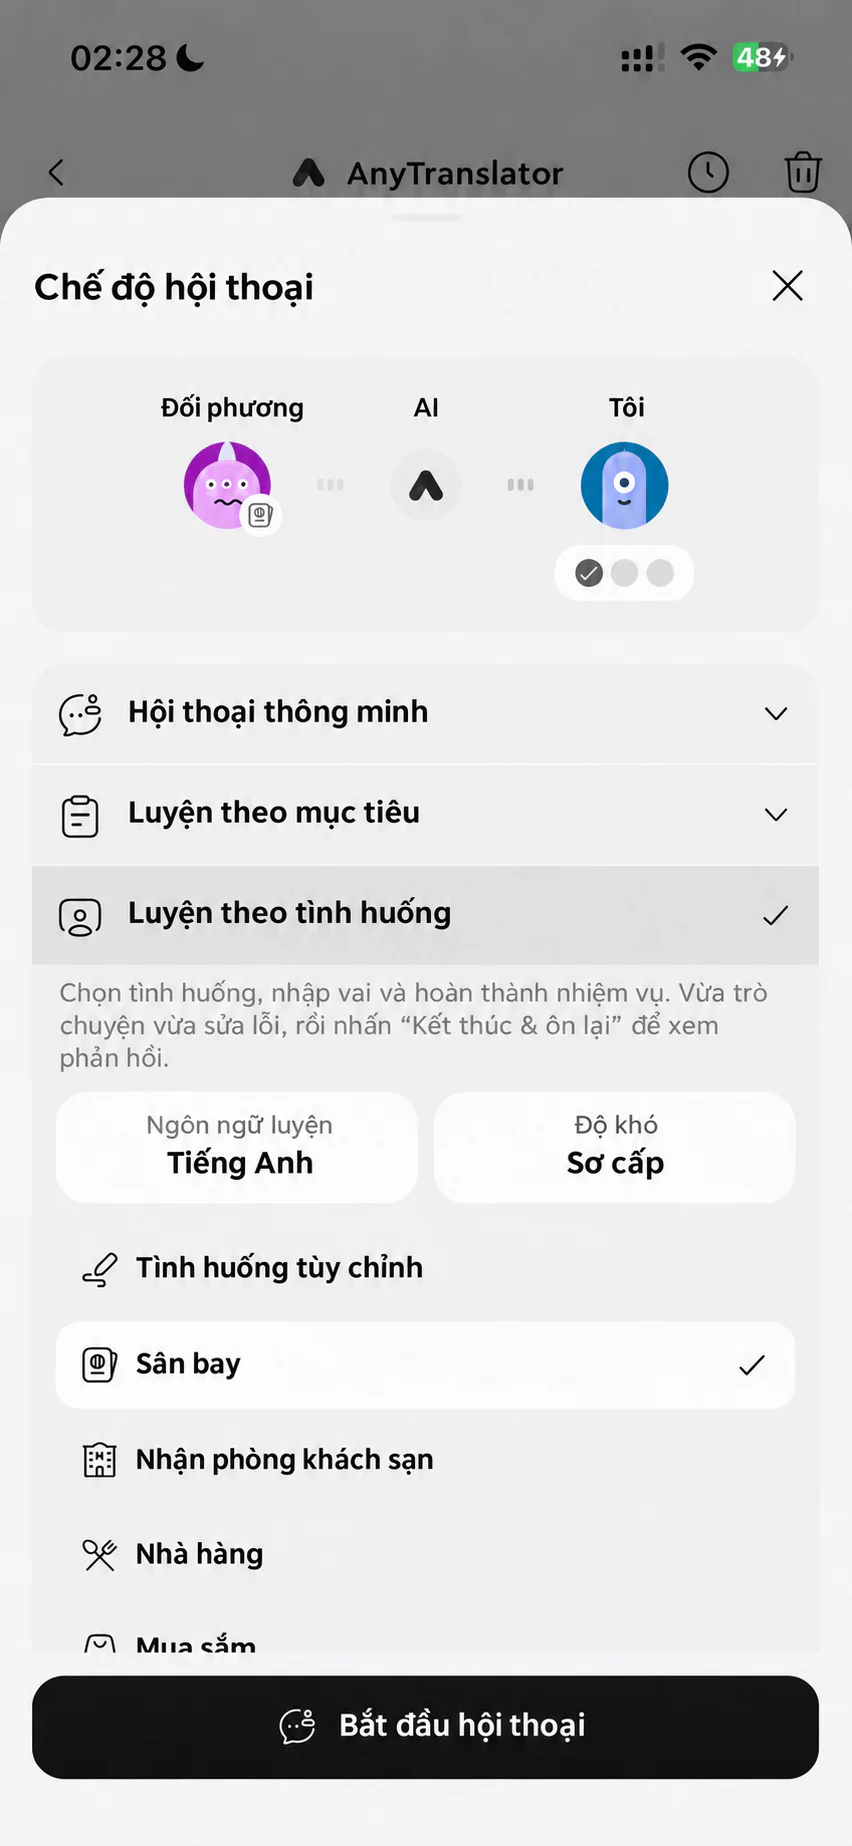 02:28
48
AnyTranslator
Chế độ hội thoại
Đối phương
AI
Tôi
Hội thoại thông minh
Luyện theo mục tiêu
Luyện theo tình huống
Chọn tình huống, nhập vai và hoàn thành nhiệm vụ. Vừa trò
chuyện vừa sửa lỗi, rồi nhấn “Kết thúc & ôn lại” để xem
phản hồi.
Ngôn ngữ luyện
Tiếng Anh
Độ khó
Sơ cấp
Tình huống tùy chỉnh
Sân bay
Nhận phòng khách sạn
Nhà hàng
Mua sắm
Bắt đầu hội thoại